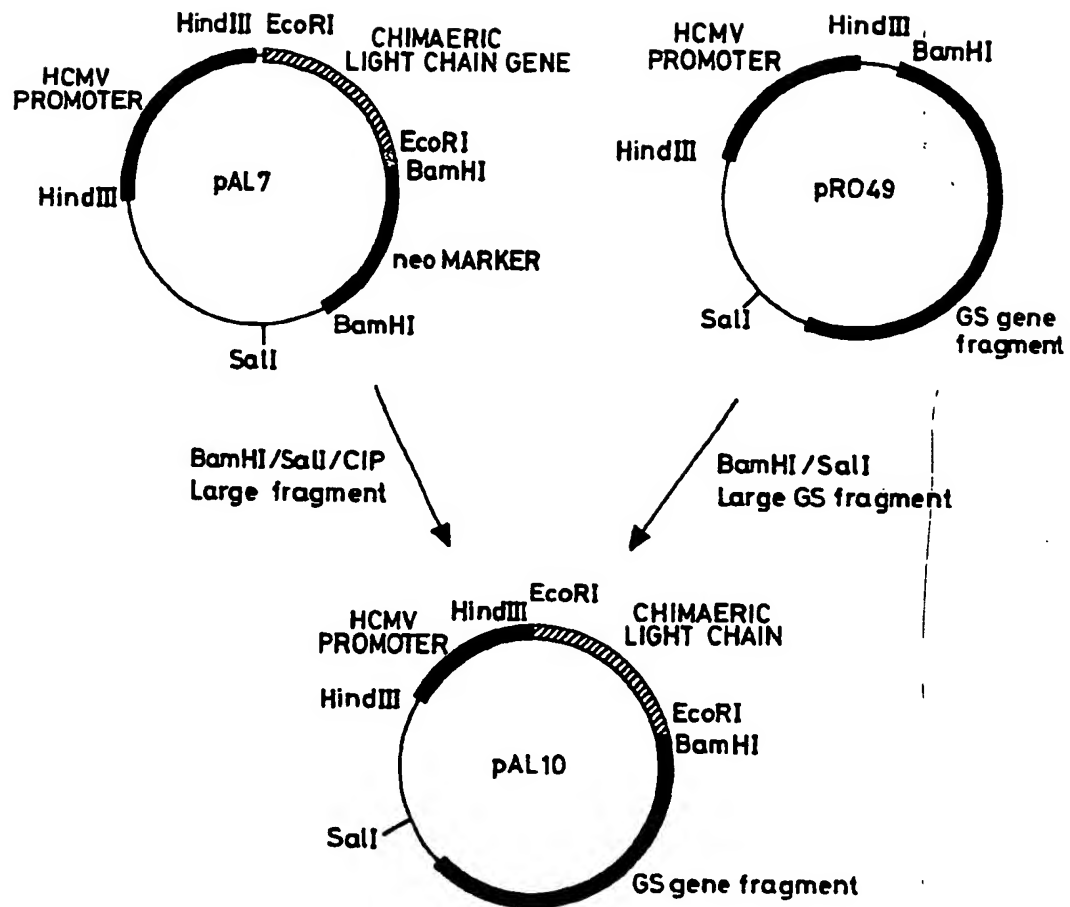 HindIII EcoRI
CHIMAERIC
LIGHT CHAIN GENE
HCMV
PROMOTER
EcoRI
BamHI
HindIII
pAL7
neo MARKER
BamHI
SalI
HCMV
PROMOTER
HindIII
BamHI
HindIII
pRO49
SalI
GS gene
fragment
BamHI/SalI/CIP
Large fragment
BamHI/SalI
Large GS fragment
HCMV
PROMOTER
HindIII
EcoRI
CHIMAERIC
LIGHT CHAIN
HindIII
EcoRI
BamHI
pAL10
SalI
GS gene fragment